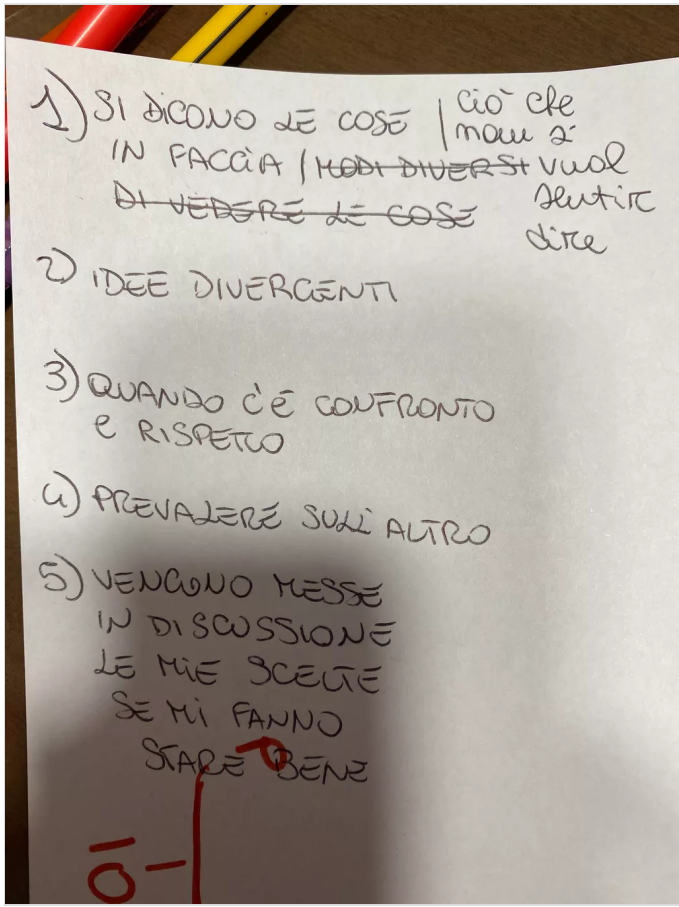 1) SI DICONO LE COSE | Ciò che
IN FACCIA / MODI DIVERSI non si vuol
DI VEDERE LE COSE sentire
dire
2) IDEE DIVERGENTI
3) QUANDO C'È CONFRONTO
e RISPETTO
4) PREVALERE SULL'ALTRO
5) VENGONO MESSE
IN DISCUSSIONE
LE MIE SCELTE
SE MI FANNO
STARE BENE